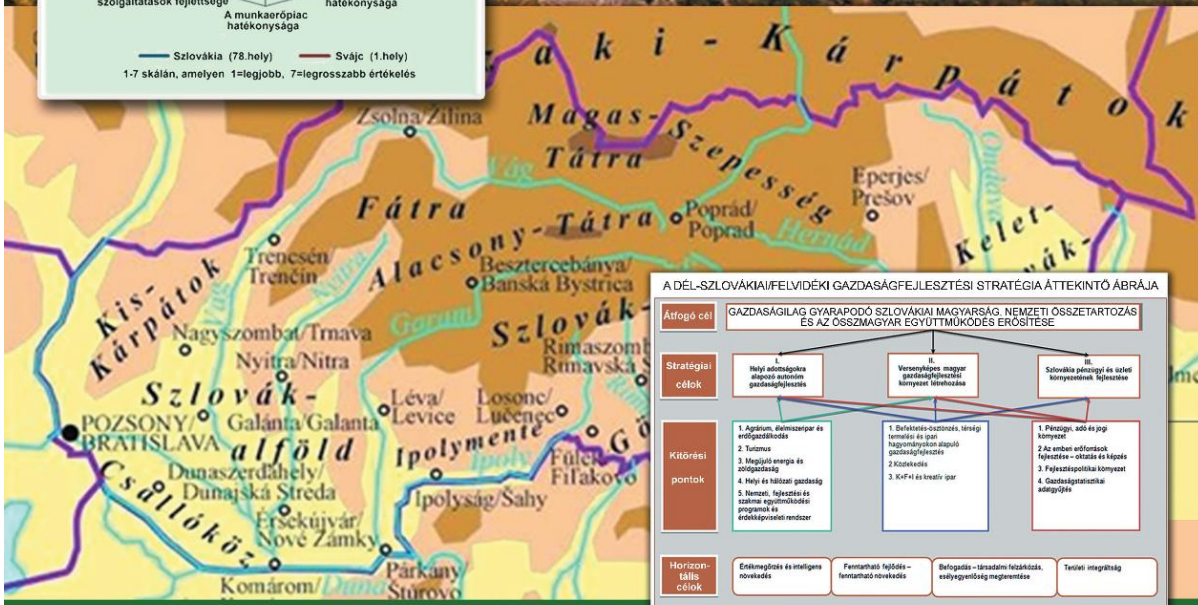 szolgáltatások fejlettsége
hatékonysága
A munkaerőpiac
hatékonysága
Szlovákia (78.hely)
Svájc (1.hely)
1-7 skálán, amelyen 1=legjobb, 7=legrosszabb értékelés
Kárpátok
Zsolna/Žilina
Magas-
Tátra
Szepesség
Vág
Ondava
Eperjes/
Prešov
Fátra
Poprád/
Poprad
Hernád
Alacsony-Tátra
Trencsén/
Trenčín
Nyitra
Vág
Besztercebánya/
Banská Bystrica
Garam
Kelet-
Kis-
Kárpátok
Nagyszombat/Trnava
Nyitra/Nitra
Szlovák-
alföld
Galánta/Galanta
Léva/
Levice
Losonc/
Lučenec
POZSONY/
BRATISLAVA
Ipolymente
Ipoly
Fülek
Fiľakovo
Dunaszerdahely/
Dunajská Streda
Ipolyság/Šahy
Csallóköz
Érsekújvár/
Nové Zámky
Komárom/
Duna
Párkány/
Štúrovo
A DÉL-SZLOVÁKIAI/FELVIDÉKI GAZDASÁGFEJLESZTÉSI STRATÉGIA ÁTTEKINTŐ ÁBRÁJA
Átfogó cél
GAZDASÁGILAG GYARAPODÓ SZLOVÁKIAI MAGYARSÁG. NEMZETI ÖSSZETARTOZÁS
ÉS AZ ÖSSZMAGYAR EGYÜTTMŰKÖDÉS ERŐSÍTÉSE
Stratégiai
célok
I.
Helyi adottságokra
alapozó autonóm
gazdaságfejlesztés
II.
Versenyképes magyar
gazdaságfejlesztési
környezet létrehozása
III.
Szlovákia pénzügyi és üzleti
környezetének fejlesztése
Kitörési
pontok
1. Agrárium, élelmiszeripar és
erdőgazdálkodás
2. Turizmus
3. Megújuló energia és
zöldgazdaság
4. Helyi és hálózati gazdaság
5. Nemzeti, fejlesztési és
szakmai együttműködési
programok és
érdekképviseleti rendszer
1. Befektetés-ösztönzés, térségi
termelési és ipari
hagyományokon alapuló
gazdaságfejlesztés
2 Közlekedés
3. K+F+I és kreatív ipar
1. Pénzügyi, adó és jogi
környezet
2 Az emberi erőforrások
fejlesztése – oktatás és képzés
3. Fejlesztéspolitikai környezet
4. Gazdaságstatisztikai
adatgyűjtés
Horizon-
tális
célok
Értékmegőrzés és intelligens
növekedés
Fenntartható fejlődés –
fenntartható növekedés
Befogadás – társadalmi felzárkózás,
esélyegyenlőség megteremtése
Területi integráltság